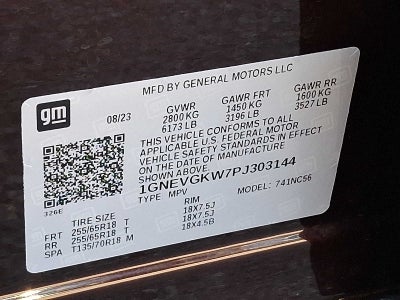 gm
MFD BY GENERAL MOTORS LLC
08/23 GVWR GAWR FRT GAWR RR
2800 KG 1450 KG 1600 KG
6173 LB 3196 LB 3527 LB
THIS VEHICLE CONFORMS TO ALL
APPLICABLE U.S. FEDERAL MOTOR
VEHICLE SAFETY STANDARDS IN EFFECT
ON THE DATE OF MANUFACTURE
SHOWN ABOVE.
1GNEVGKW7PJ303144
326E TYPE: MPV MODEL: 741NC56
TIRE SIZE RIM
FRT 255/65R18 T 18X7.5J
RR 255/65R18 T 18X7.5J
SPA T135/70R18 M 18X4.5B